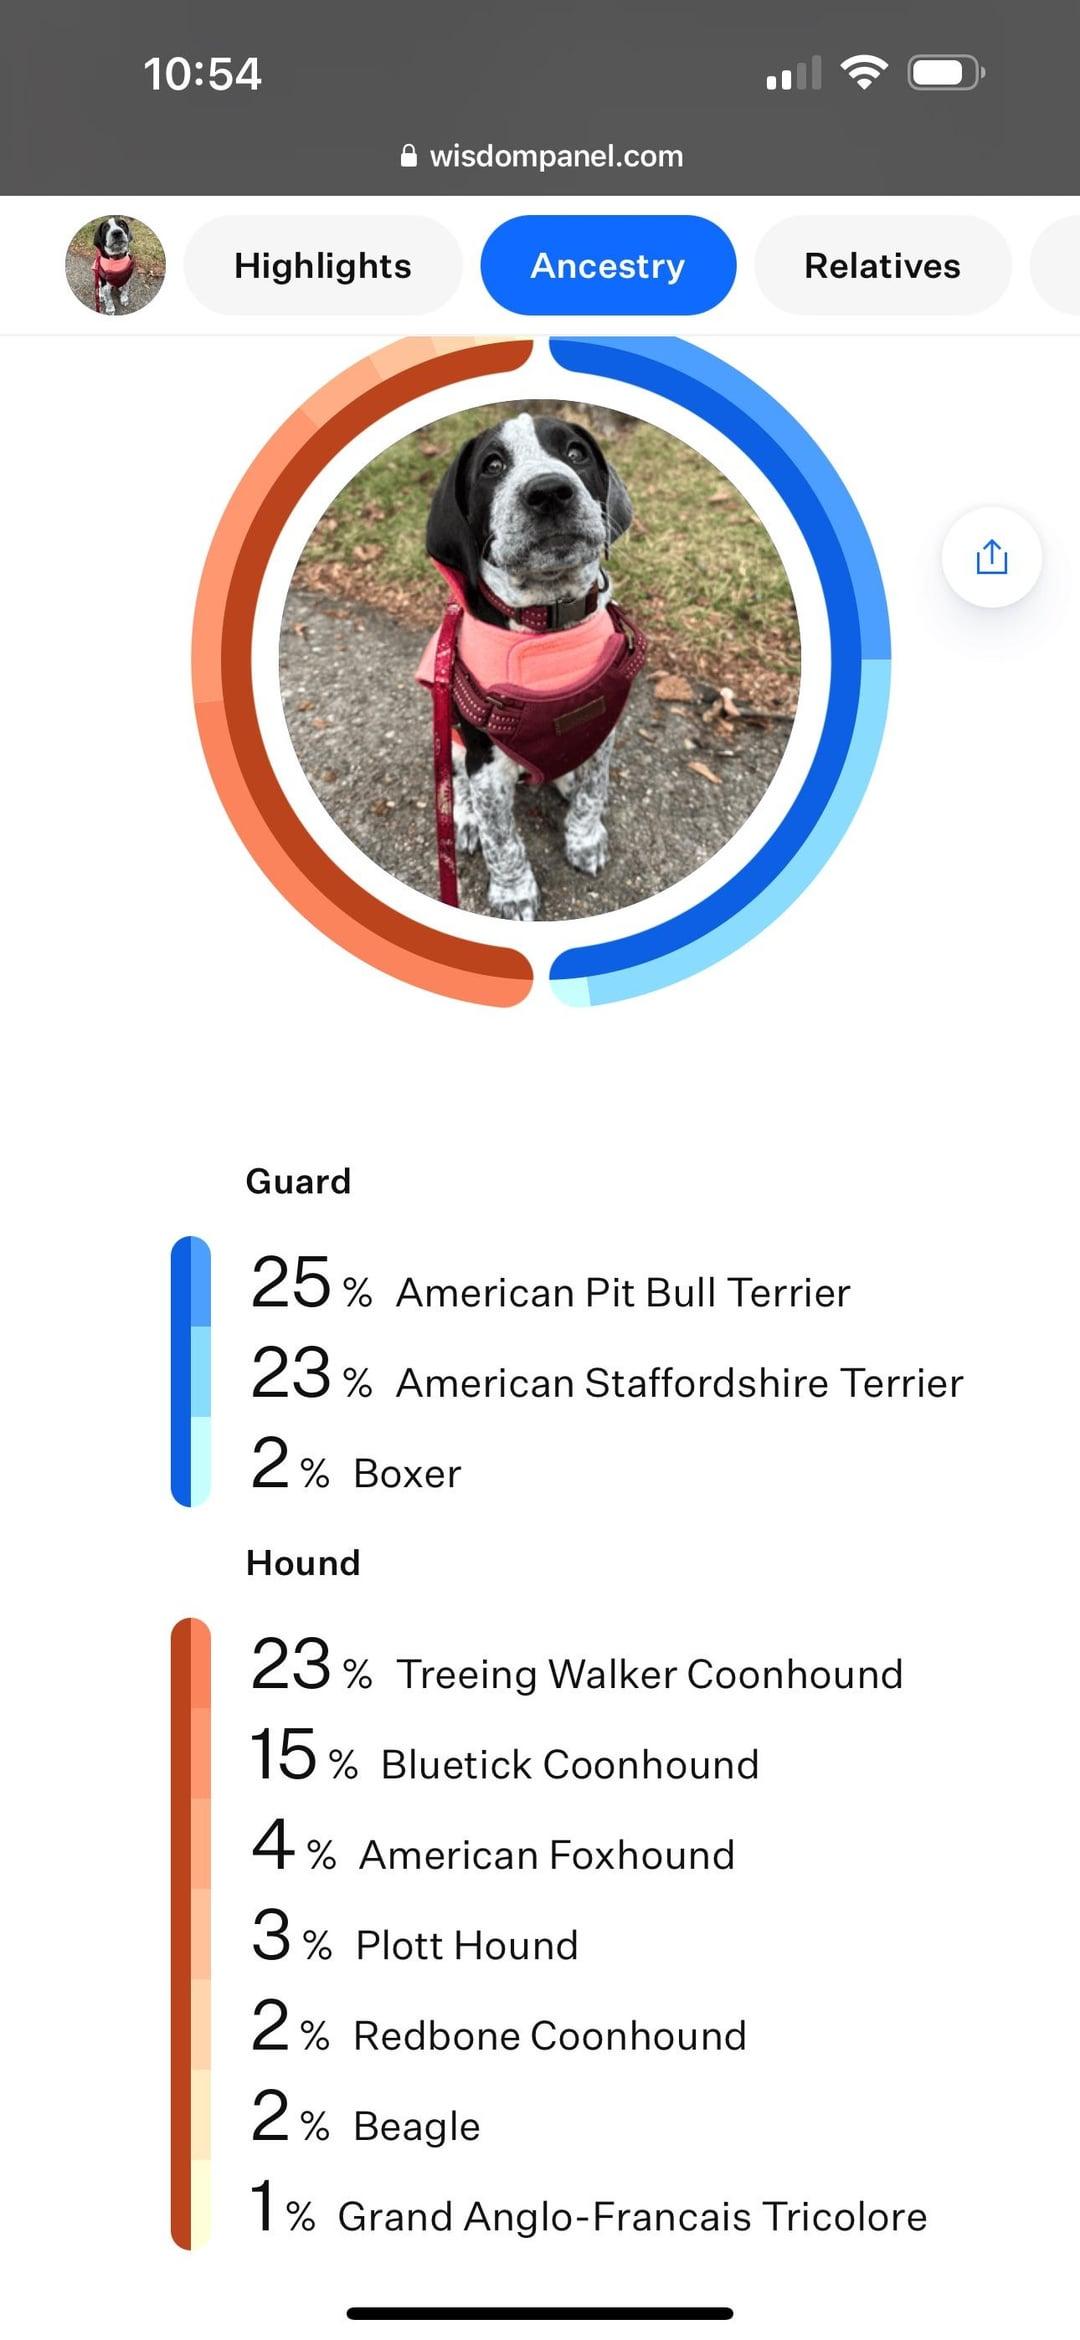 10:54
wisdompanel.com
Highlights
Ancestry
Relatives
Guard
25 % American Pit Bull Terrier
23 % American Staffordshire Terrier
2 % Boxer
Hound
23 % Treeing Walker Coonhound
15 % Bluetick Coonhound
4 % American Foxhound
3 % Plott Hound
2 % Redbone Coonhound
2 % Beagle
1 % Grand Anglo-Francais Tricolore